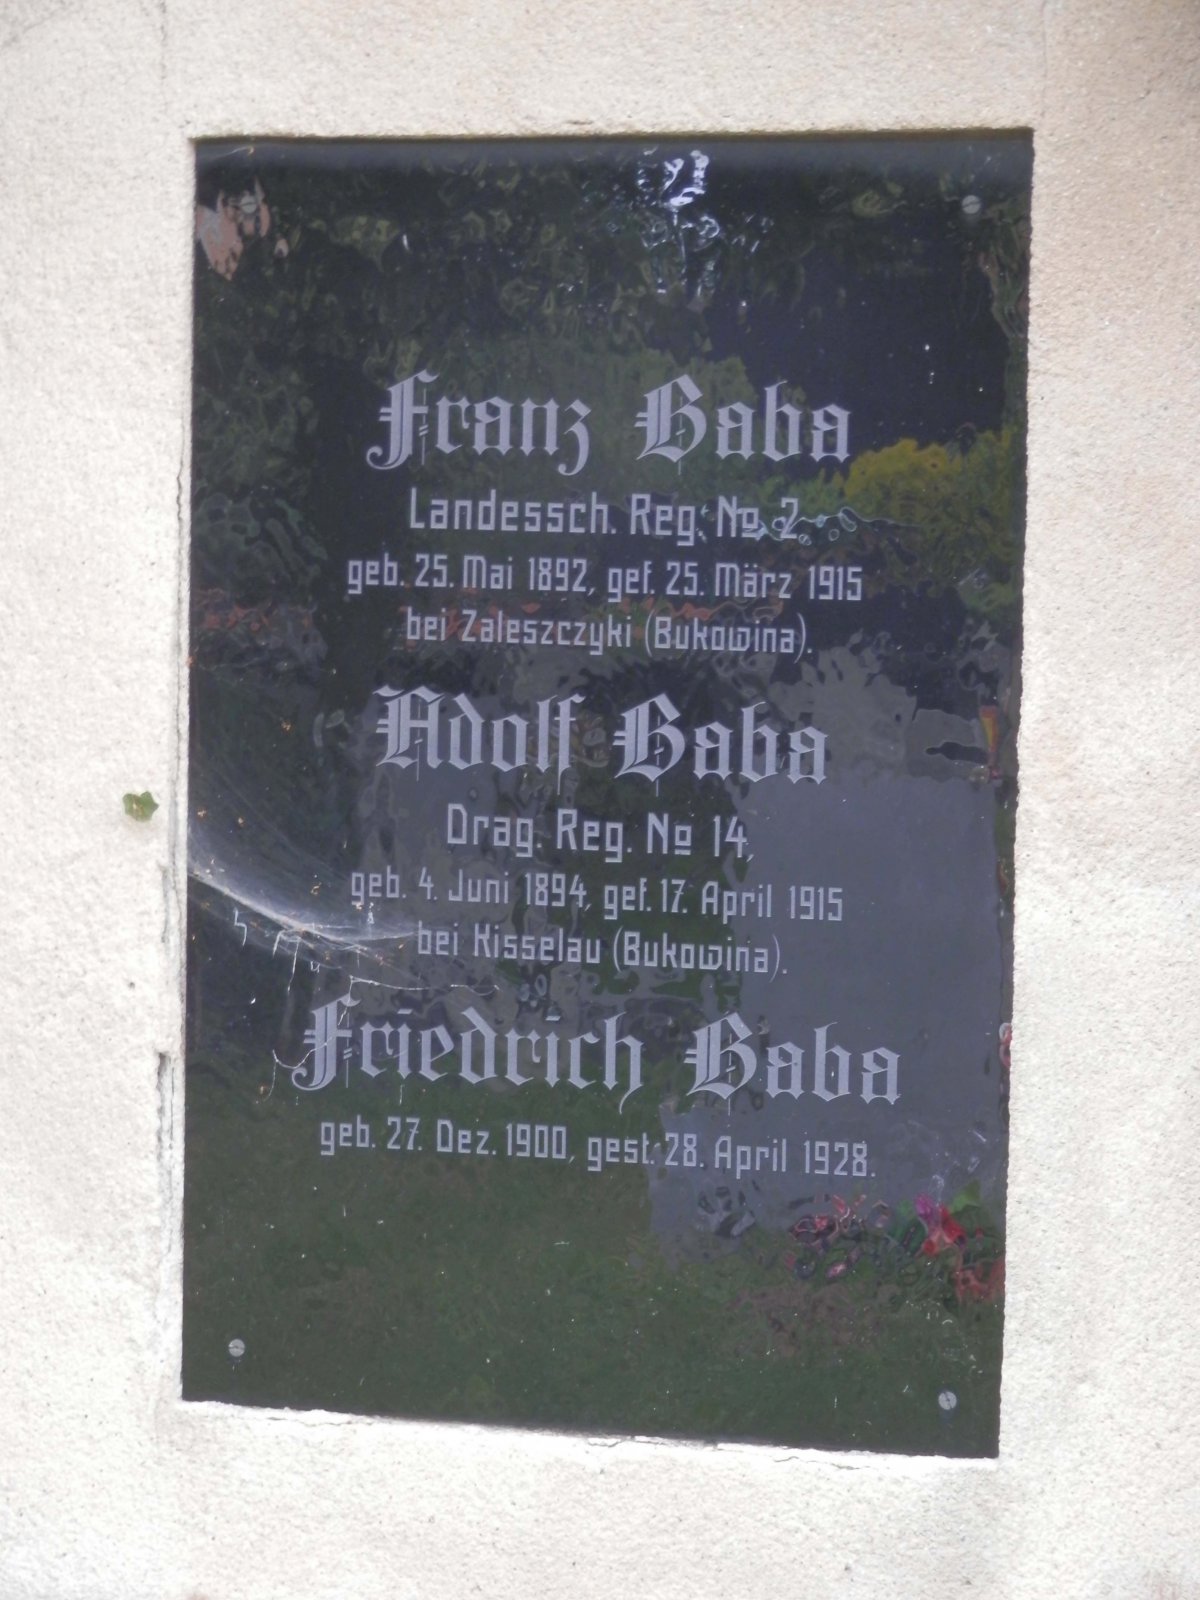 Franz Baba
Landessch. Reg. No 2
geb. 25. Mai 1892, gef. 25. März 1915
bei Zaleszczyki (Bukowina).
Adolf Baba
Drag. Reg. No 14,
geb. 4. Juni 1894, gef. 17. April 1915
bei Kisselau (Bukowina).
Friedrich Baba
geb. 27. Dez. 1900, gest. 28. April 1928.